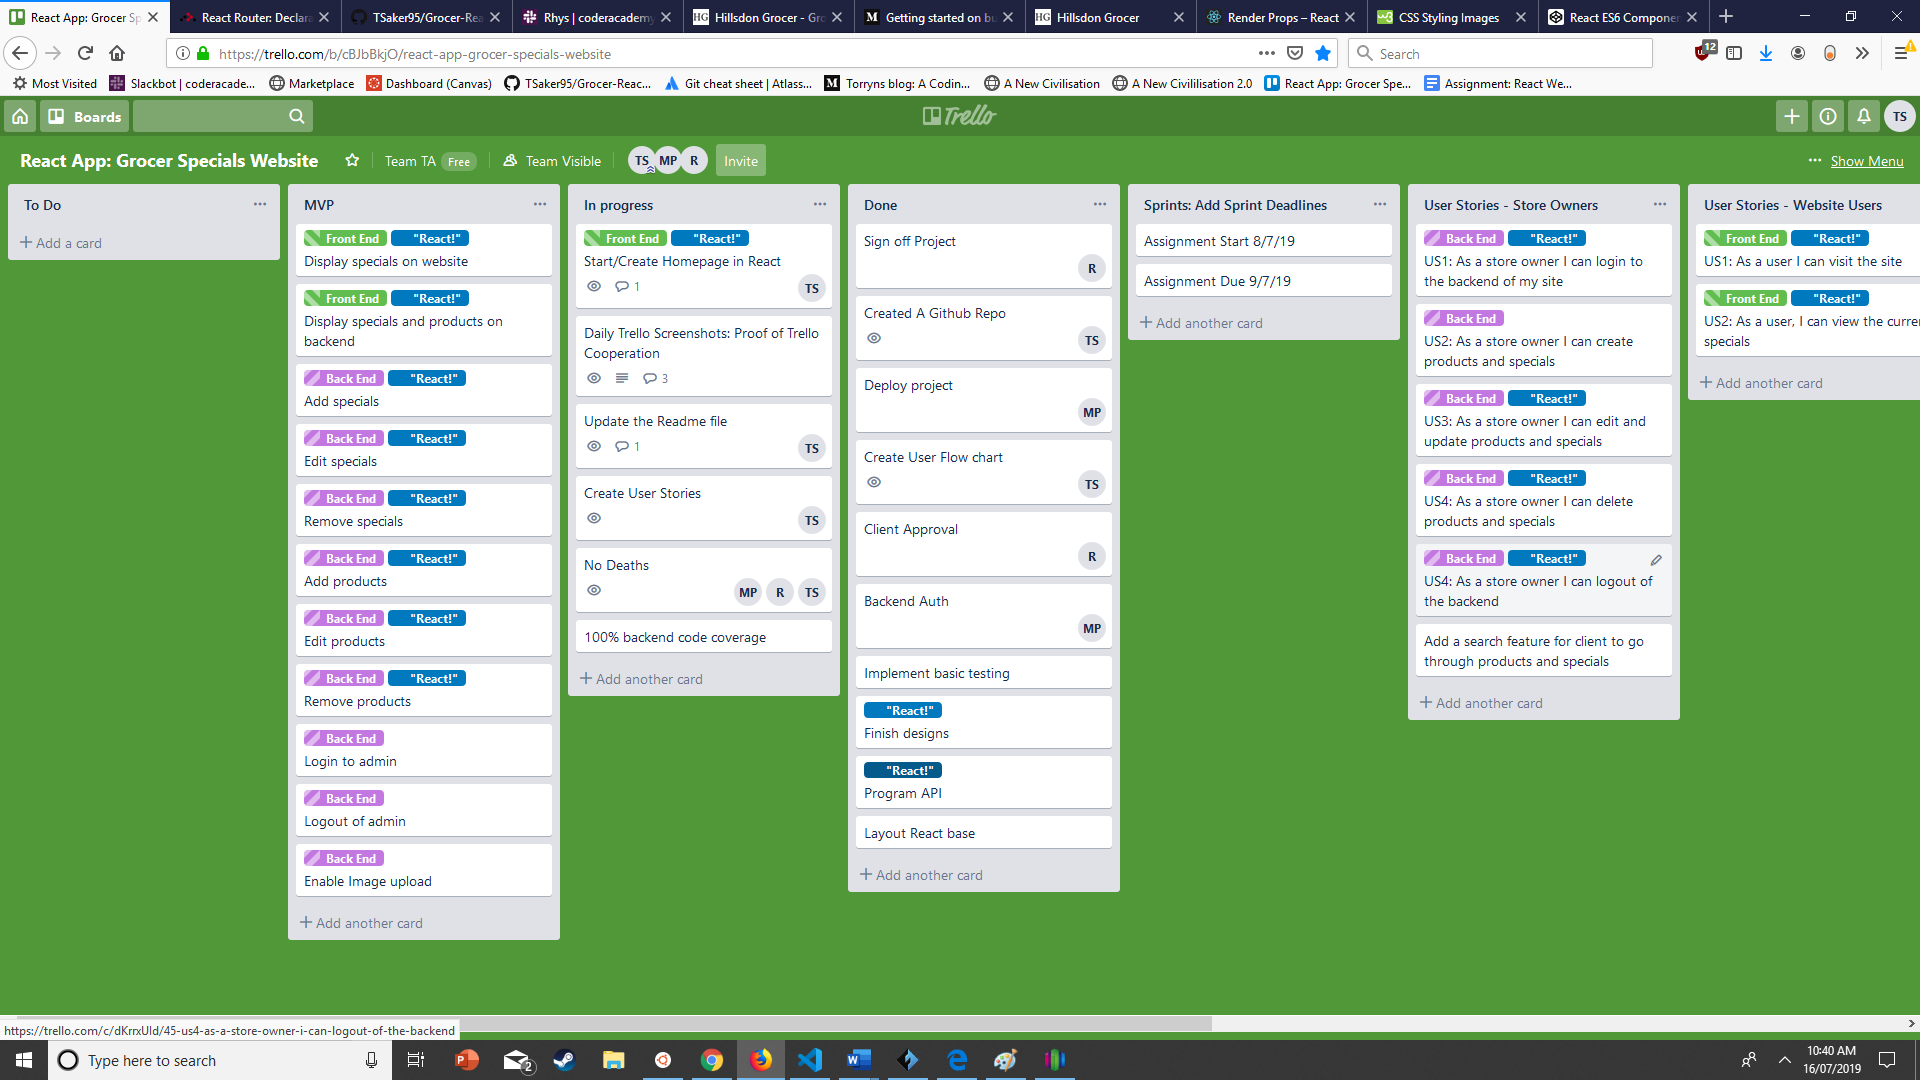 React App: Grocer Sp
React Router: Declara
TSaker95/Grocer-Rea
Rhys | coderacademy
Hillsdon Grocer - Gro
Getting started on bu
Hillsdon Grocer
Render Props – React
CSS Styling Images
React ES6 Componen
https://trello.com/b/cBJbBkjO/react-app-grocer-specials-website
Search
12
Most Visited
Slackbot | coderacade...
Marketplace
Dashboard (Canvas)
TSaker95/Grocer-Reac...
Git cheat sheet | Atlass...
Torryns blog: A Codin...
A New Civilisation
A New Civililisation 2.0
React App: Grocer Spe...
Assignment: React We...
Boards
Trello
TS
React App: Grocer Specials Website
Team TA Free
Team Visible
TS MP R
Invite
Show Menu
To Do
Add a card
MVP
Front End "React!"
Display specials on website
Front End "React!"
Display specials and products on
backend
Back End "React!"
Add specials
Back End "React!"
Edit specials
Back End "React!"
Remove specials
Back End "React!"
Add products
Back End "React!"
Edit products
Back End "React!"
Remove products
Back End
Login to admin
Back End
Logout of admin
Back End
Enable Image upload
Add another card
In progress
Front End "React!"
Start/Create Homepage in React
1
TS
Daily Trello Screenshots: Proof of Trello
Cooperation
3
Update the Readme file
1
TS
Create User Stories
TS
No Deaths
MP R TS
100% backend code coverage
Add another card
Done
Sign off Project
R
Created A Github Repo
TS
Deploy project
MP
Create User Flow chart
TS
Client Approval
R
Backend Auth
MP
Implement basic testing
"React!"
Finish designs
"React!"
Program API
Layout React base
Add another card
Sprints: Add Sprint Deadlines
Assignment Start 8/7/19
Assignment Due 9/7/19
Add another card
User Stories - Store Owners
Back End "React!"
US1: As a store owner I can login to
the backend of my site
Back End
US2: As a store owner I can create
products and specials
Back End "React!"
US3: As a store owner I can edit and
update products and specials
Back End "React!"
US4: As a store owner I can delete
products and specials
Back End "React!"
US4: As a store owner I can logout of
the backend
Add a search feature for client to go
through products and specials
Add another card
User Stories - Website Users
Front End "React!"
US1: As a user I can visit the site
Front End "React!"
US2: As a user, I can view the curre
specials
Add another card
https://trello.com/c/dKrrxUld/45-us4-as-a-store-owner-i-can-logout-of-the-backend
Type here to search
2
10:40 AM
16/07/2019